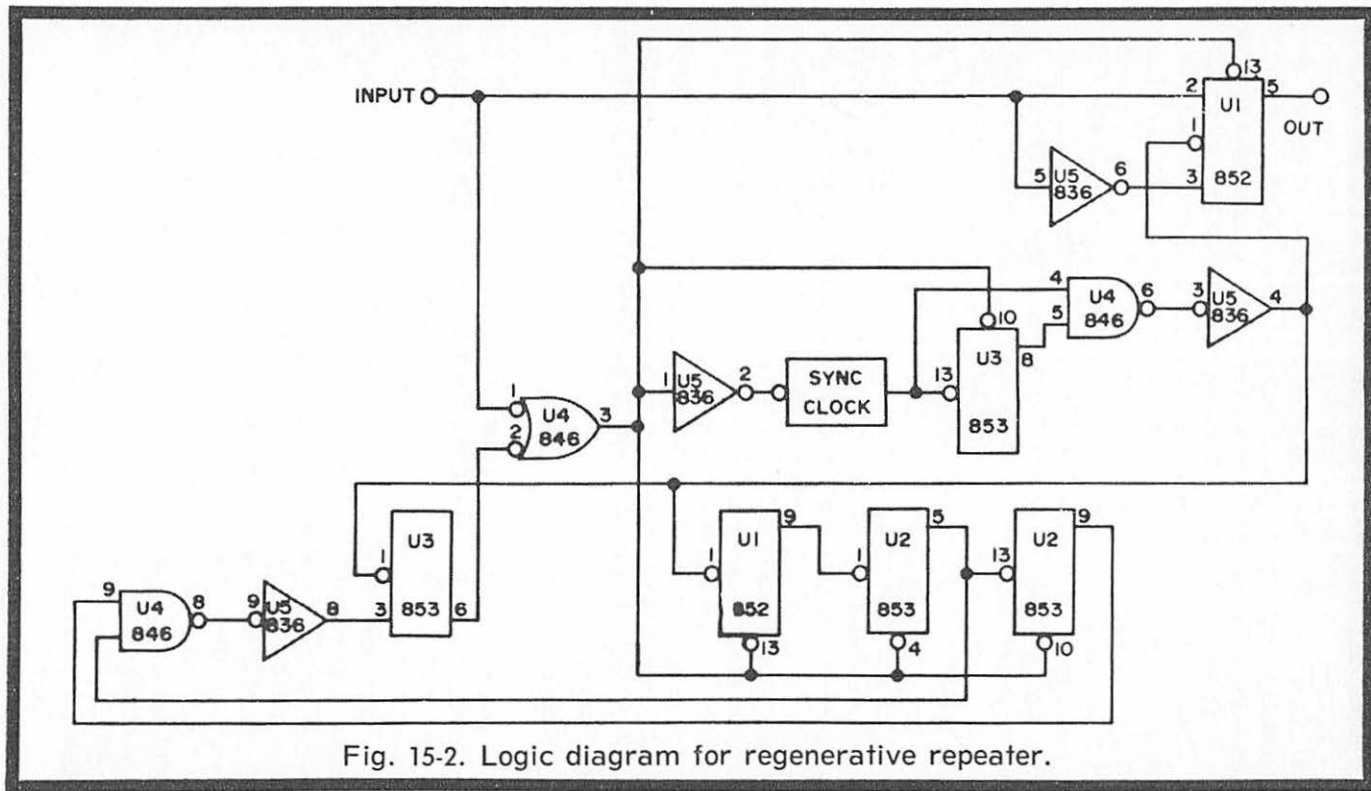 13
INPUT
2
U1
5
1
OUT
5
U5
836
6
3
852
4
U4
846
6
3
U5
836
4
5
10
U3
8
13
853
1
U5
836
2
SYNC
CLOCK
1
U4
3
2
846
U3
1
3
853
6
9
U4
846
8
9
U5
836
8
U1
9
1
852
13
U2
5
1
853
4
U2
9
13
853
10
Fig. 15-2. Logic diagram for regenerative repeater.